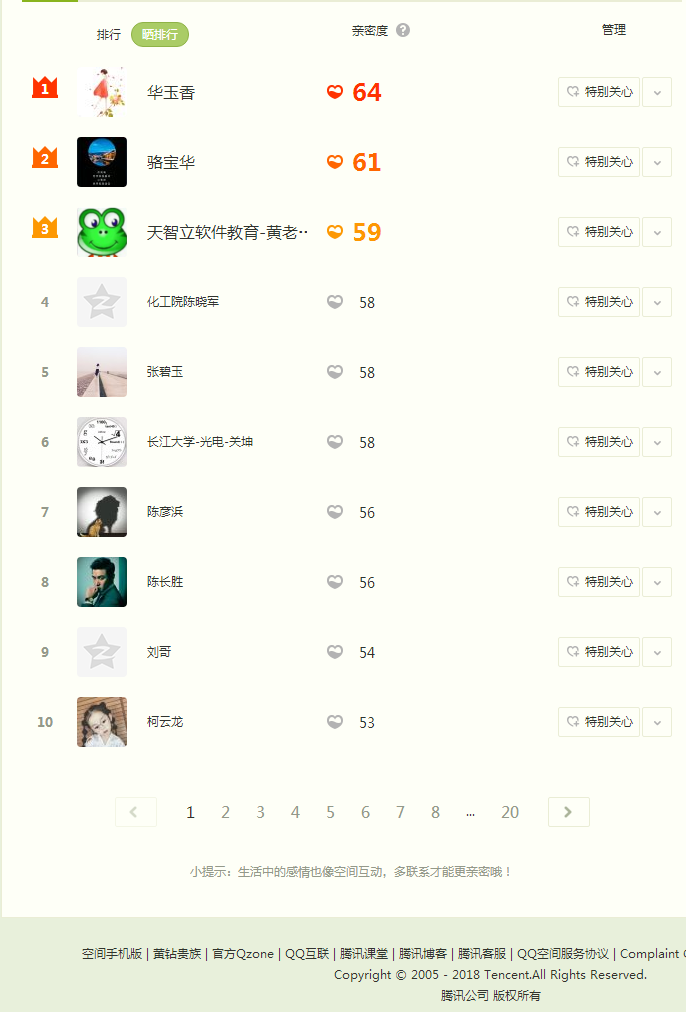 排行 晒排行 亲密度 ? 管理
1 华玉香 64 特别关心
2 骆宝华 61 特别关心
3 天智立软件教育-黄老·· 59 特别关心
4 化工院陈晓军 58 特别关心
5 张碧玉 58 特别关心
6 长江大学-光电-关坤 58 特别关心
7 陈彦浜 56 特别关心
8 陈长胜 56 特别关心
9 刘哥 54 特别关心
10 柯云龙 53 特别关心
1 2 3 4 5 6 7 8 ... 20
小提示：生活中的感情也像空间互动，多联系才能更亲密哦！
空间手机版 | 黄钻贵族 | 官方Qzone | QQ互联 | 腾讯课堂 | 腾讯博客 | 腾讯客服 | QQ空间服务协议 | Complaint
Copyright © 2005 - 2018 Tencent.All Rights Reserved.
腾讯公司 版权所有